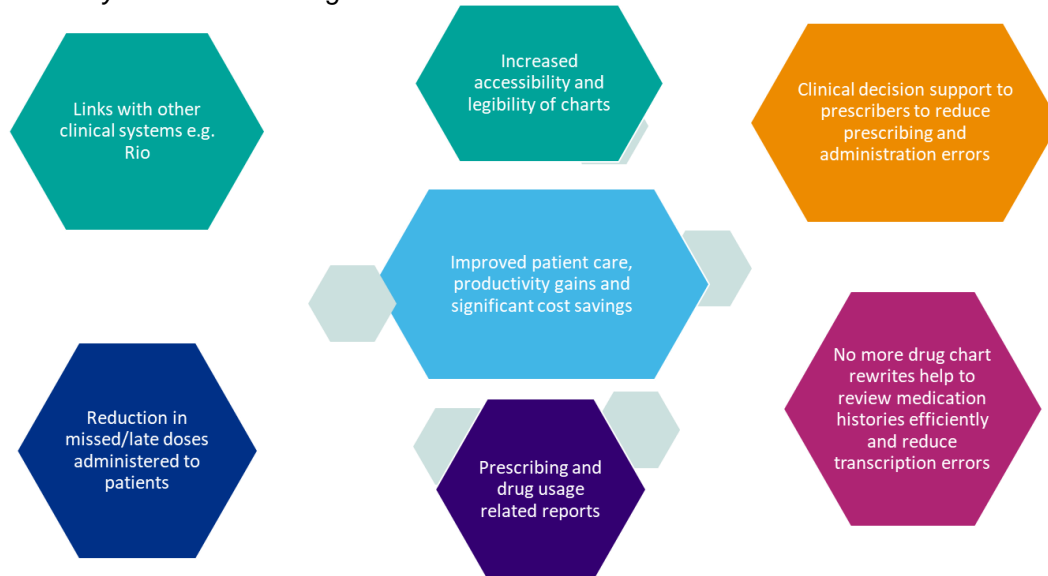 Links with other
clinical systems e.g.
Rio
Increased
accessibility and
legibility of charts
Clinical decision support to
prescribers to reduce
prescribing and
administration errors
Improved patient care,
productivity gains and
significant cost savings
Reduction in
missed/late doses
administered to
patients
Prescribing and
drug usage
related reports
No more drug chart
rewrites help to
review medication
histories efficiently
and reduce
transcription errors